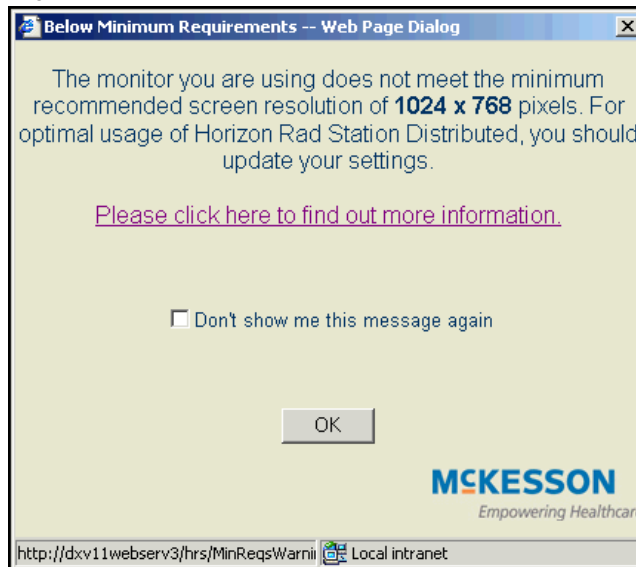 Below Minimum Requirements -- Web Page Dialog
The monitor you are using does not meet the minimum
recommended screen resolution of 1024 x 768 pixels. For
optimal usage of Horizon Rad Station Distributed, you should
update your settings.
Please click here to find out more information.
Don't show me this message again
OK
MCKESSON
Empowering Healthcar
http://dxv11webserv3/hrs/MinReqsWarnii Local intranet